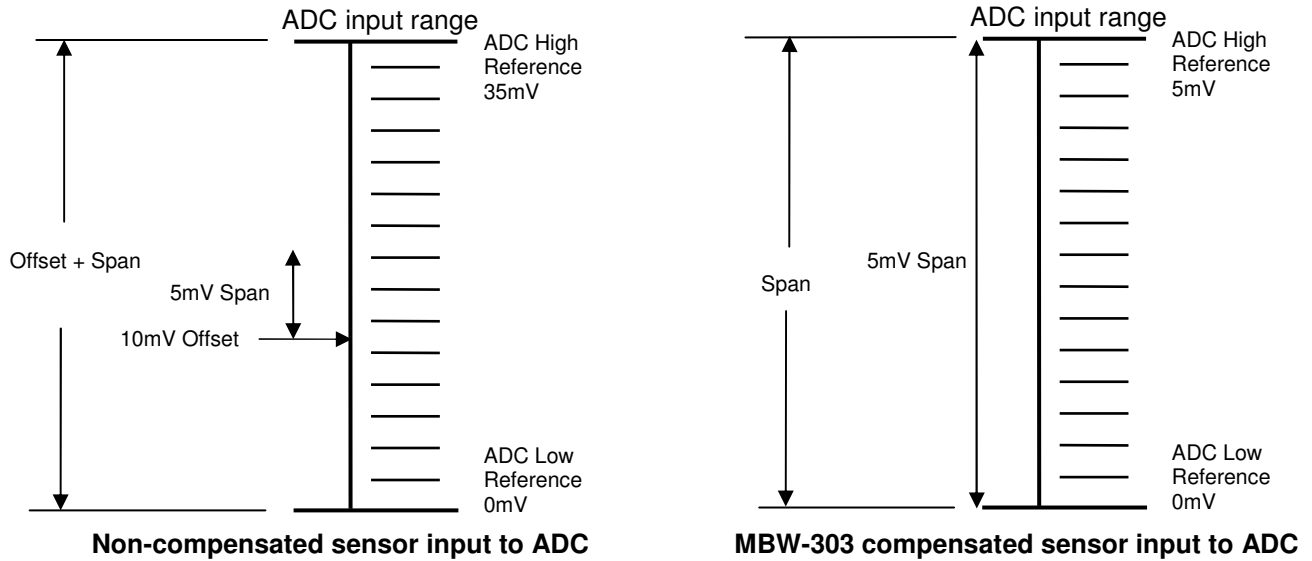 ADC input range
ADC High
Reference
35mV
Offset + Span
5mV Span
10mV Offset
ADC Low
Reference
0mV
Non-compensated sensor input to ADC
ADC input range
ADC High
Reference
5mV
Span
5mV Span
ADC Low
Reference
0mV
MBW-303 compensated sensor input to ADC